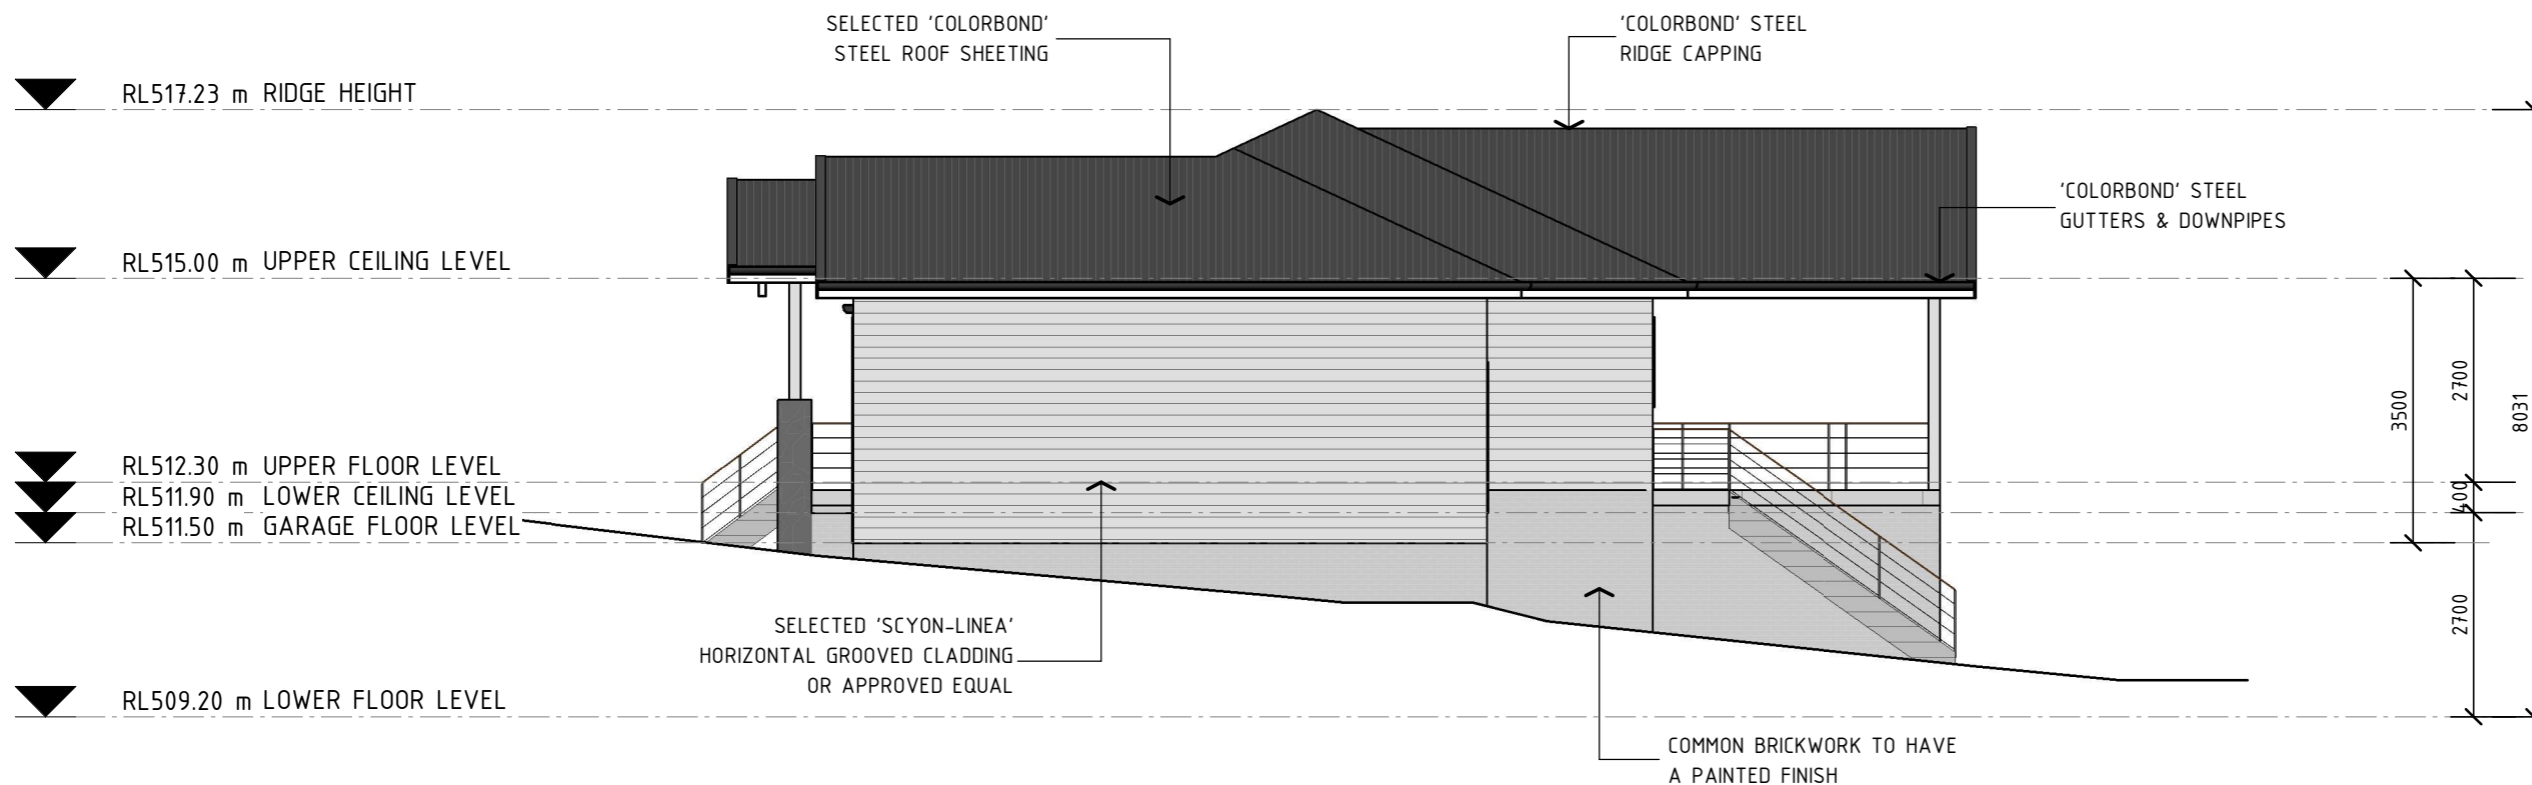 SELECTED 'COLORBOND'
STEEL ROOF SHEETING
'COLORBOND' STEEL
RIDGE CAPPING
RL517.23 m RIDGE HEIGHT
'COLORBOND' STEEL
GUTTERS & DOWNPIPES
RL515.00 m UPPER CEILING LEVEL
2700
3500
8031
RL512.30 m UPPER FLOOR LEVEL
RL511.90 m LOWER CEILING LEVEL
400
RL511.50 m GARAGE FLOOR LEVEL
2700
SELECTED 'SCYON-LINEA'
HORIZONTAL GROOVED CLADDING
OR APPROVED EQUAL
RL509.20 m LOWER FLOOR LEVEL
COMMON BRICKWORK TO HAVE
A PAINTED FINISH